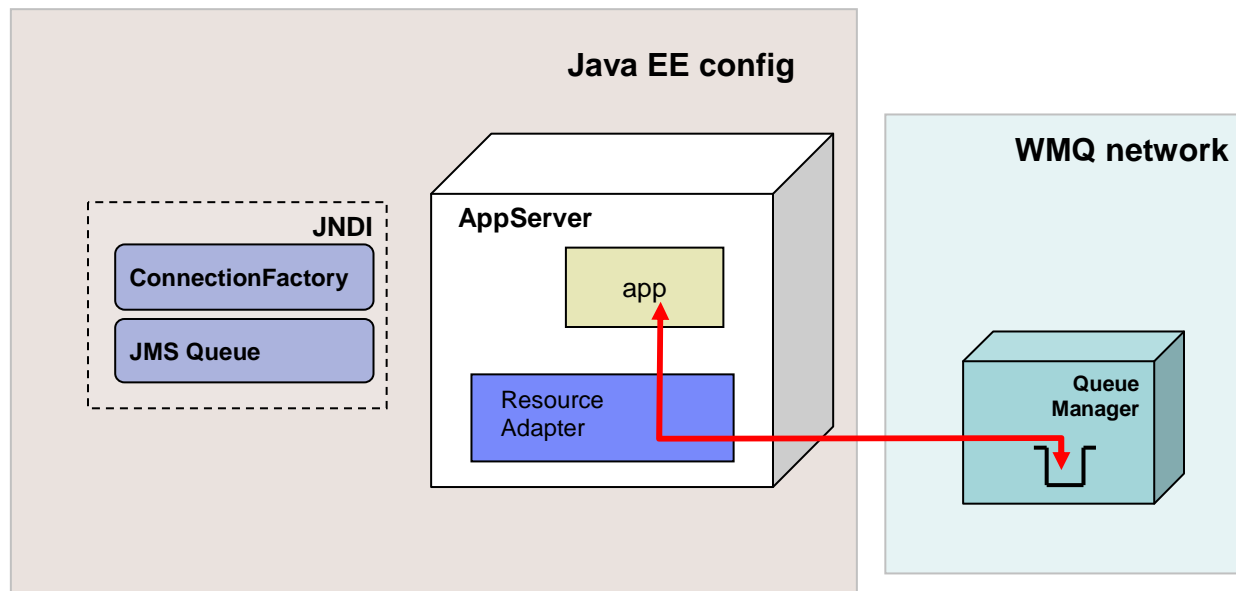 Java EE config
WMQ network
JNDI
ConnectionFactory
JMS Queue
AppServer
app
Resource
Adapter
Queue
Manager